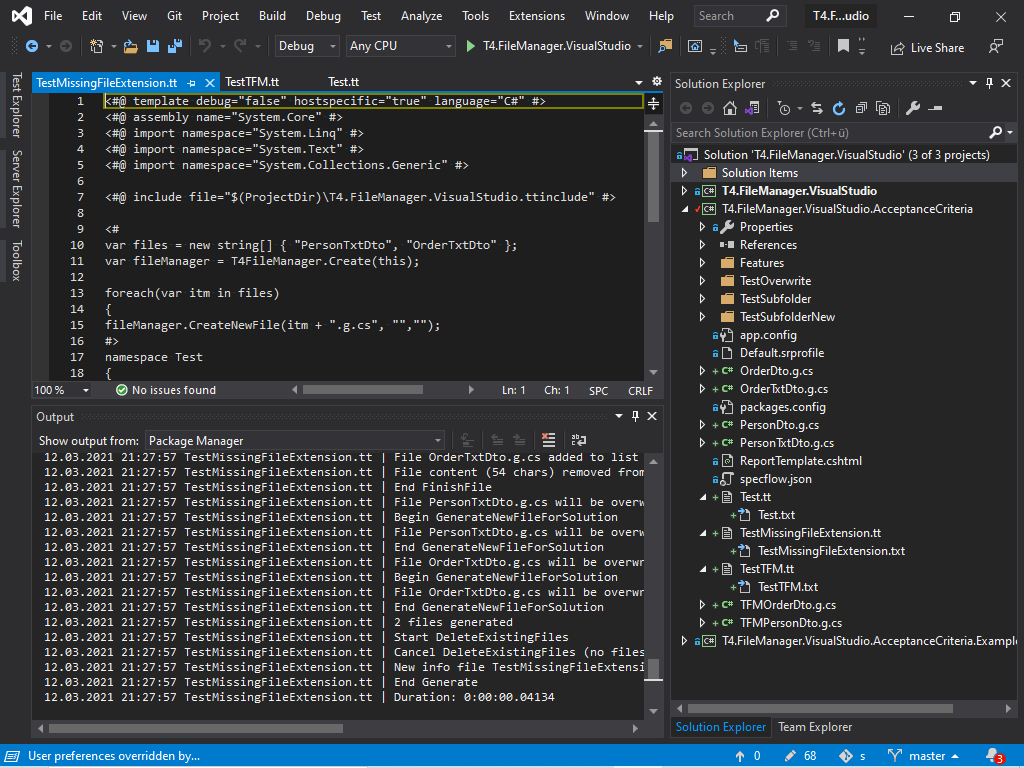 File Edit View Git Project Build Debug Test Analyze Tools Extensions Window Help Search T4.F...udio
Debug Any CPU T4.FileManager.VisualStudio Live Share
Test Explorer
Server Explorer
Toolbox
TestMissingFileExtension.tt TestTFM.tt Test.tt
1 <#@ template debug="false" hostspecific="true" language="C#" #>
2 <#@ assembly name="System.Core" #>
3 <#@ import namespace="System.Linq" #>
4 <#@ import namespace="System.Text" #>
5 <#@ import namespace="System.Collections.Generic" #>
6
7 <#@ include file="$(ProjectDir)\T4.FileManager.VisualStudio.ttinclude" #>
8
9 <#
10 var files = new string[] { "PersonTxtDto", "OrderTxtDto" };
11 var fileManager = T4FileManager.Create(this);
12
13 foreach(var itm in files)
14 {
15 fileManager.CreateNewFile(itm + ".g.cs", "","");
16 #>
17 namespace Test
18 {
100 % No issues found Ln: 1 Ch: 1 SPC CRLF
Output
Show output from: Package Manager
12.03.2021 21:27:57 TestMissingFileExtension.tt | File OrderTxtDto.g.cs added to list
12.03.2021 21:27:57 TestMissingFileExtension.tt | File content (54 chars) removed from
12.03.2021 21:27:57 TestMissingFileExtension.tt | End FinishFile
12.03.2021 21:27:57 TestMissingFileExtension.tt | File PersonTxtDto.g.cs will be overw
12.03.2021 21:27:57 TestMissingFileExtension.tt | Begin GenerateNewFileForSolution
12.03.2021 21:27:57 TestMissingFileExtension.tt | File PersonTxtDto.g.cs will be overw
12.03.2021 21:27:57 TestMissingFileExtension.tt | End GenerateNewFileForSolution
12.03.2021 21:27:57 TestMissingFileExtension.tt | File OrderTxtDto.g.cs will be overwr
12.03.2021 21:27:57 TestMissingFileExtension.tt | Begin GenerateNewFileForSolution
12.03.2021 21:27:57 TestMissingFileExtension.tt | File OrderTxtDto.g.cs will be overwr
12.03.2021 21:27:57 TestMissingFileExtension.tt | End GenerateNewFileForSolution
12.03.2021 21:27:57 TestMissingFileExtension.tt | 2 files generated
12.03.2021 21:27:57 TestMissingFileExtension.tt | Start DeleteExistingFiles
12.03.2021 21:27:57 TestMissingFileExtension.tt | Cancel DeleteExistingFiles (no files
12.03.2021 21:27:57 TestMissingFileExtension.tt | New info file TestMissingFileExtensi
12.03.2021 21:27:57 TestMissingFileExtension.tt | End Generate
12.03.2021 21:27:57 TestMissingFileExtension.tt | Duration: 0:00:00.04134
Solution Explorer
Search Solution Explorer (Ctrl+ü)
Solution 'T4.FileManager.VisualStudio' (3 of 3 projects)
Solution Items
C# T4.FileManager.VisualStudio
C# T4.FileManager.VisualStudio.AcceptanceCriteria
Properties
References
Features
TestOverwrite
TestSubfolder
TestSubfolderNew
app.config
Default.srprofile
+ C# OrderDto.g.cs
+ C# OrderTxtDto.g.cs
packages.config
+ C# PersonDto.g.cs
+ C# PersonTxtDto.g.cs
ReportTemplate.cshtml
specflow.json
+ Test.tt
+ Test.txt
+ TestMissingFileExtension.tt
+ TestMissingFileExtension.txt
+ TestTFM.tt
+ TestTFM.txt
+ C# TFMOrderDto.g.cs
+ C# TFMPersonDto.g.cs
C# T4.FileManager.VisualStudio.AcceptanceCriteria.Example
Solution Explorer Team Explorer
User preferences overridden by... 0 68 s master 3